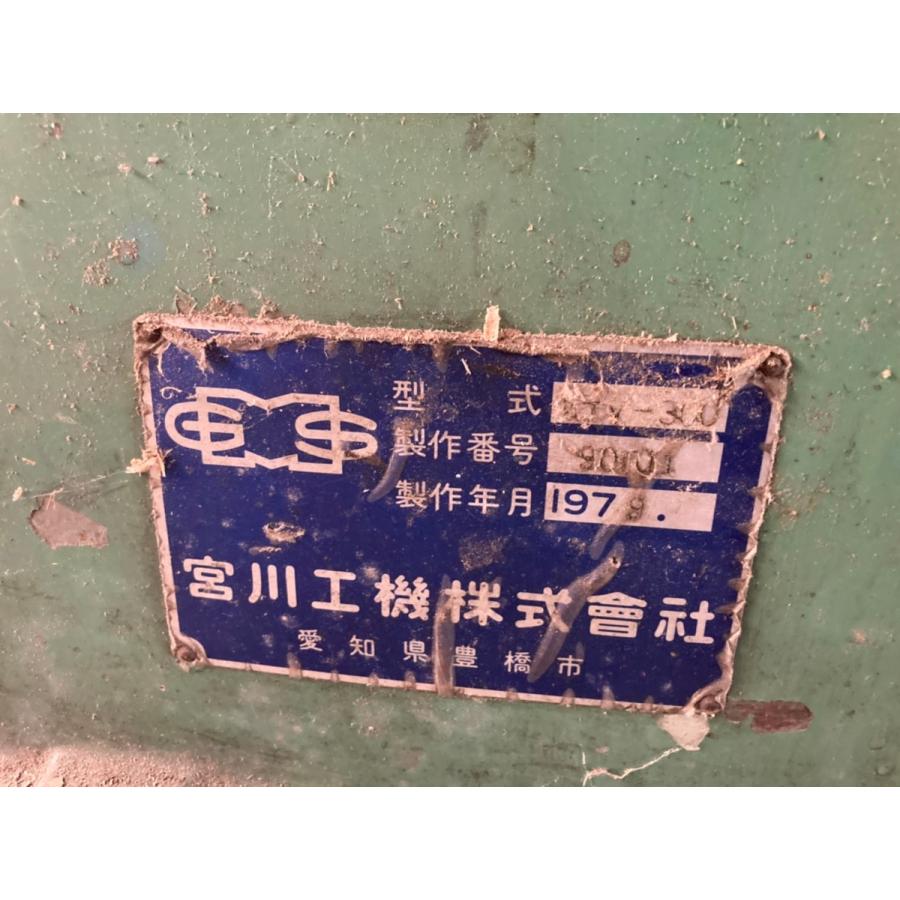 型 式
製作番号 90101
製作年月 1979.
宮川工機株式會社
愛知県豊橋市